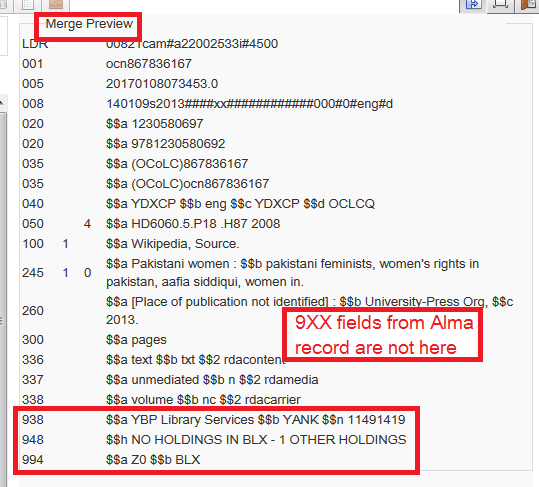 Merge Preview
LDR 00821cam#a22002533i#4500
001 ocn867836167
005 20170108073453.0
008 140109s2013####xx############000#0#eng#d
020 $$a 1230580697
020 $$a 9781230580692
035 $$a (OCoLC)867836167
035 $$a (OCoLC)ocn867836167
040 $$a YDXCP $$b eng $$c YDXCP $$d OCLCQ
050 4 $$a HD6060.5.P18 .H87 2008
100 1 $$a Wikipedia, Source.
245 1 0 $$a Pakistani women : $$b pakistani feminists, women's rights in
pakistan, aafia siddiqui, women in.
260 $$a [Place of publication not identified] : $$b University-Press Org, $$c
2013.
9XX fields from Alma
record are not here
300 $$a pages
336 $$a text $$b txt $$2 rdacontent
337 $$a unmediated $$b n $$2 rdamedia
338 $$a volume $$b nc $$2 rdacarrier
938 $$a YBP Library Services $$b YANK $$n 11491419
948 $$h NO HOLDINGS IN BLX - 1 OTHER HOLDINGS
994 $$a Z0 $$b BLX